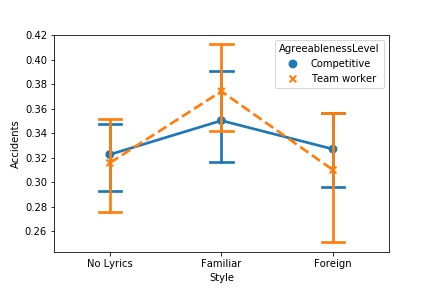 0.42
0.40
0.38
0.36
0.34
0.32
0.30
0.28
0.26
Accidents
AgreeablenessLevel
Competitive
Team worker
No Lyrics
Familiar
Foreign
Style